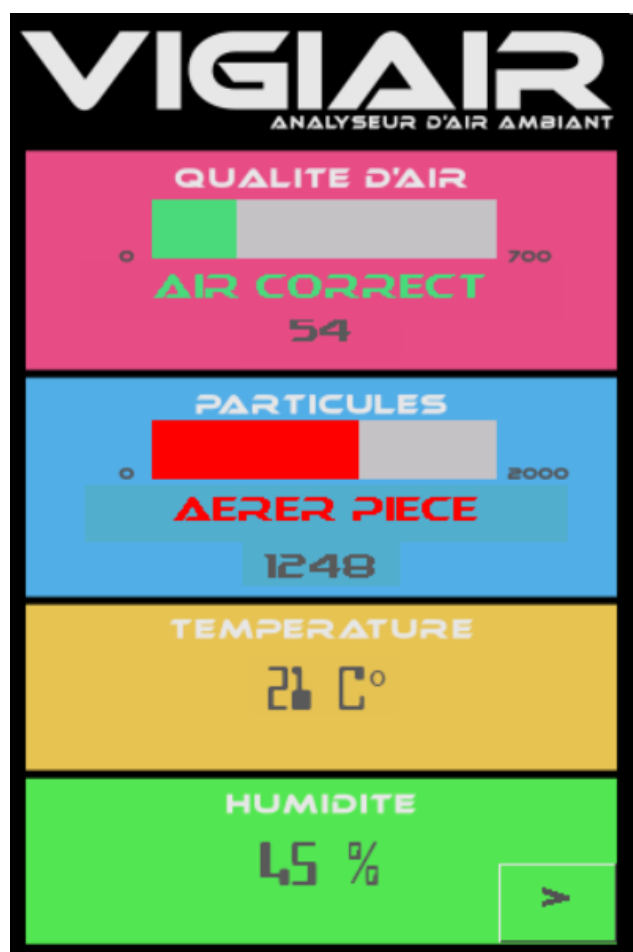 VIGIAIR
ANALYSEUR D'AIR AMBIANT
QUALITE D'AIR
0 700
AIR CORRECT
54
PARTICULES
0 2000
AERER PIECE
1248
TEMPERATURE
21 C°
HUMIDITE
45 %
>